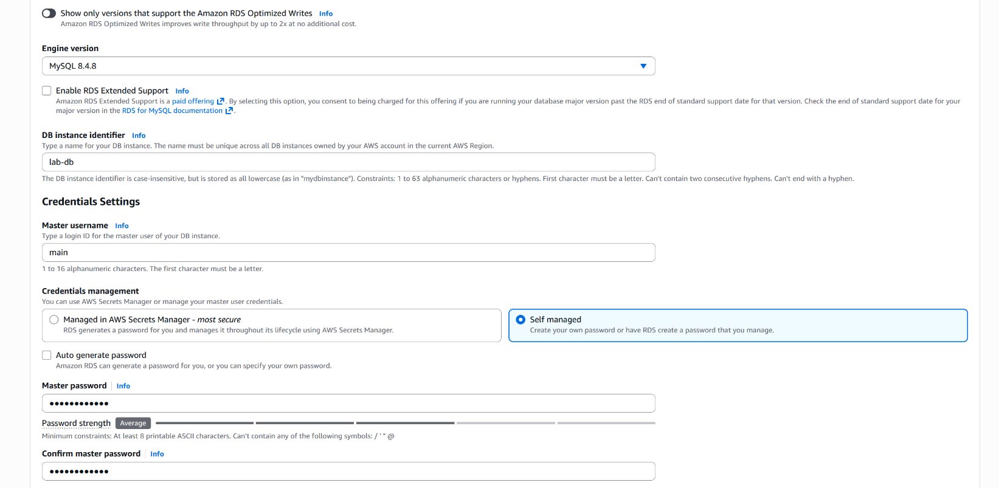 Show only versions that support the Amazon RDS Optimized Writes Info
Amazon RDS Optimized Writes improves write throughput by up to 2x at no additional cost.
Engine version
MySQL 8.4.8
Enable RDS Extended Support Info
Amazon RDS Extended Support is a paid offering. By selecting this option, you consent to being charged for this offering if you are running your database major version past the RDS end of standard support date for that version. Check the end of standard support date for your
major version in the RDS for MySQL documentation.
DB instance identifier Info
Type a name for your DB instance. The name must be unique across all DB instances owned by your AWS account in the current AWS Region.
lab-db
The DB instance identifier is case-insensitive, but is stored as all lowercase (as in "mydbinstance"). Constraints: 1 to 63 alphanumeric characters or hyphens. First character must be a letter. Can't contain two consecutive hyphens. Can't end with a hyphen.
Credentials Settings
Master username Info
Type a login ID for the master user of your DB instance.
main
1 to 16 alphanumeric characters. The first character must be a letter.
Credentials management
You can use AWS Secrets Manager or manage your master user credentials.
Managed in AWS Secrets Manager - most secure
RDS generates a password for you and manages it throughout its lifecycle using AWS Secrets Manager.
Self managed
Create your own password or have RDS create a password that you manage.
Auto generate password
Amazon RDS can generate a password for you, or you can specify your own password.
Master password Info
••••••••••••
Password strength Average
Minimum constraints: At least 8 printable ASCII characters. Can't contain any of the following symbols: / ' " @
Confirm master password Info
••••••••••••